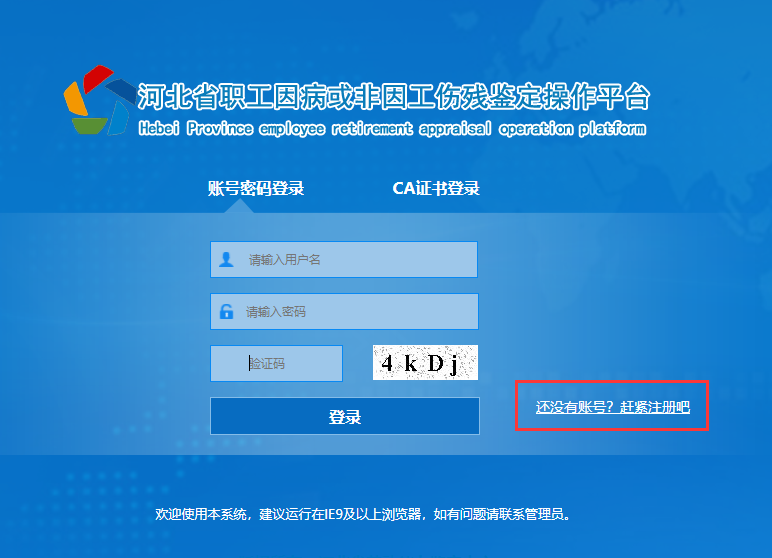 河北省职工因病或非因工伤残鉴定操作平台
Hebei Province employee retirement appraisal operation platform
账号密码登录
CA证书登录
请输入用户名
请输入密码
验证码
4 k D j
还没有账号？赶紧注册吧
登录
欢迎使用本系统，建议运行在IE9及以上浏览器，如有问题请联系管理员。